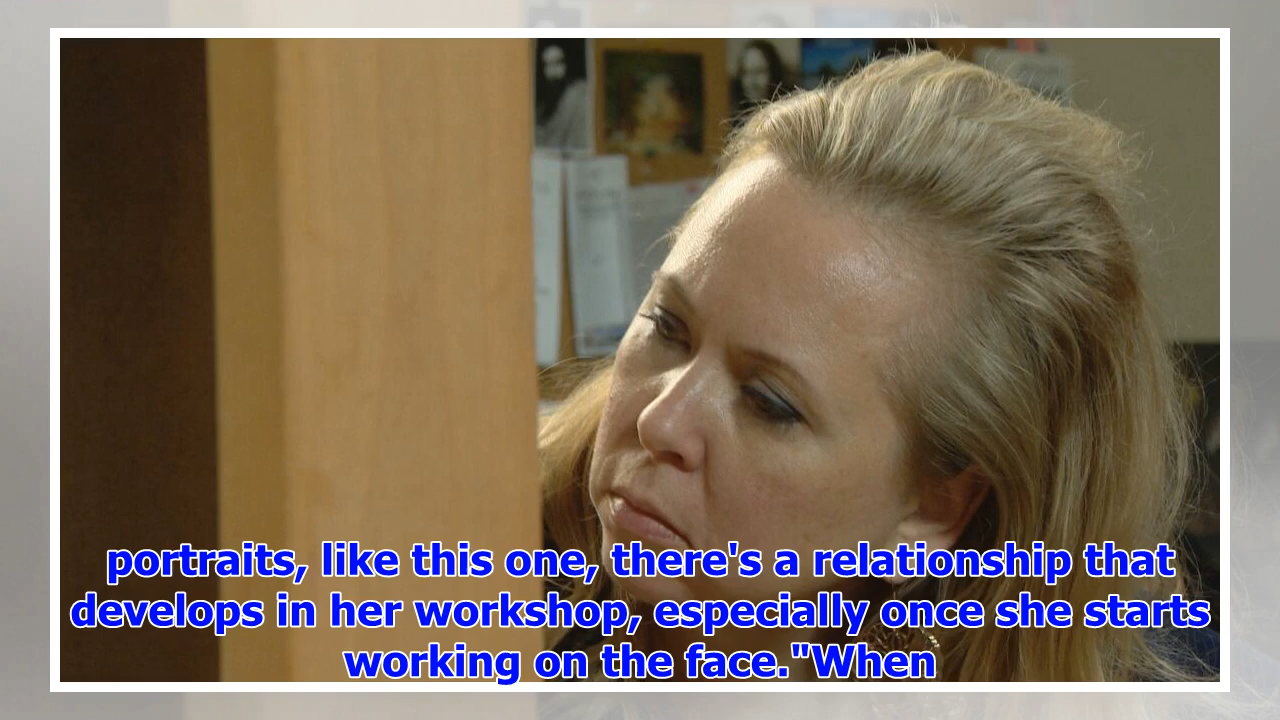 portraits, like this one, there's a relationship that
develops in her workshop, especially once she starts
working on the face."When